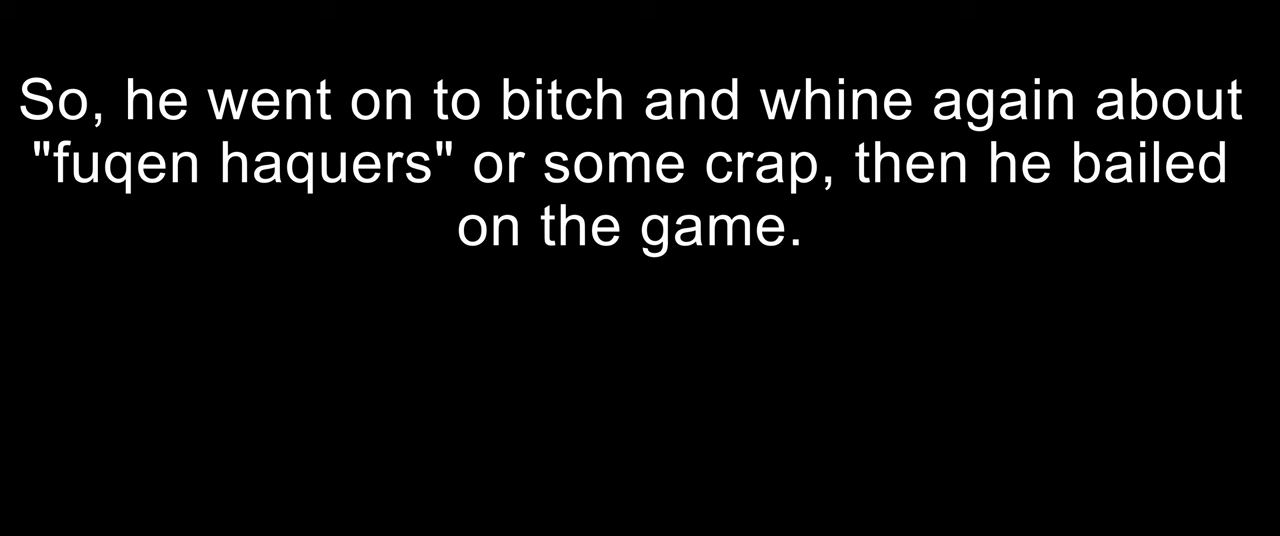 So, he went on to bitch and whine again about
"fuqen haquers" or some crap, then he bailed
on the game.